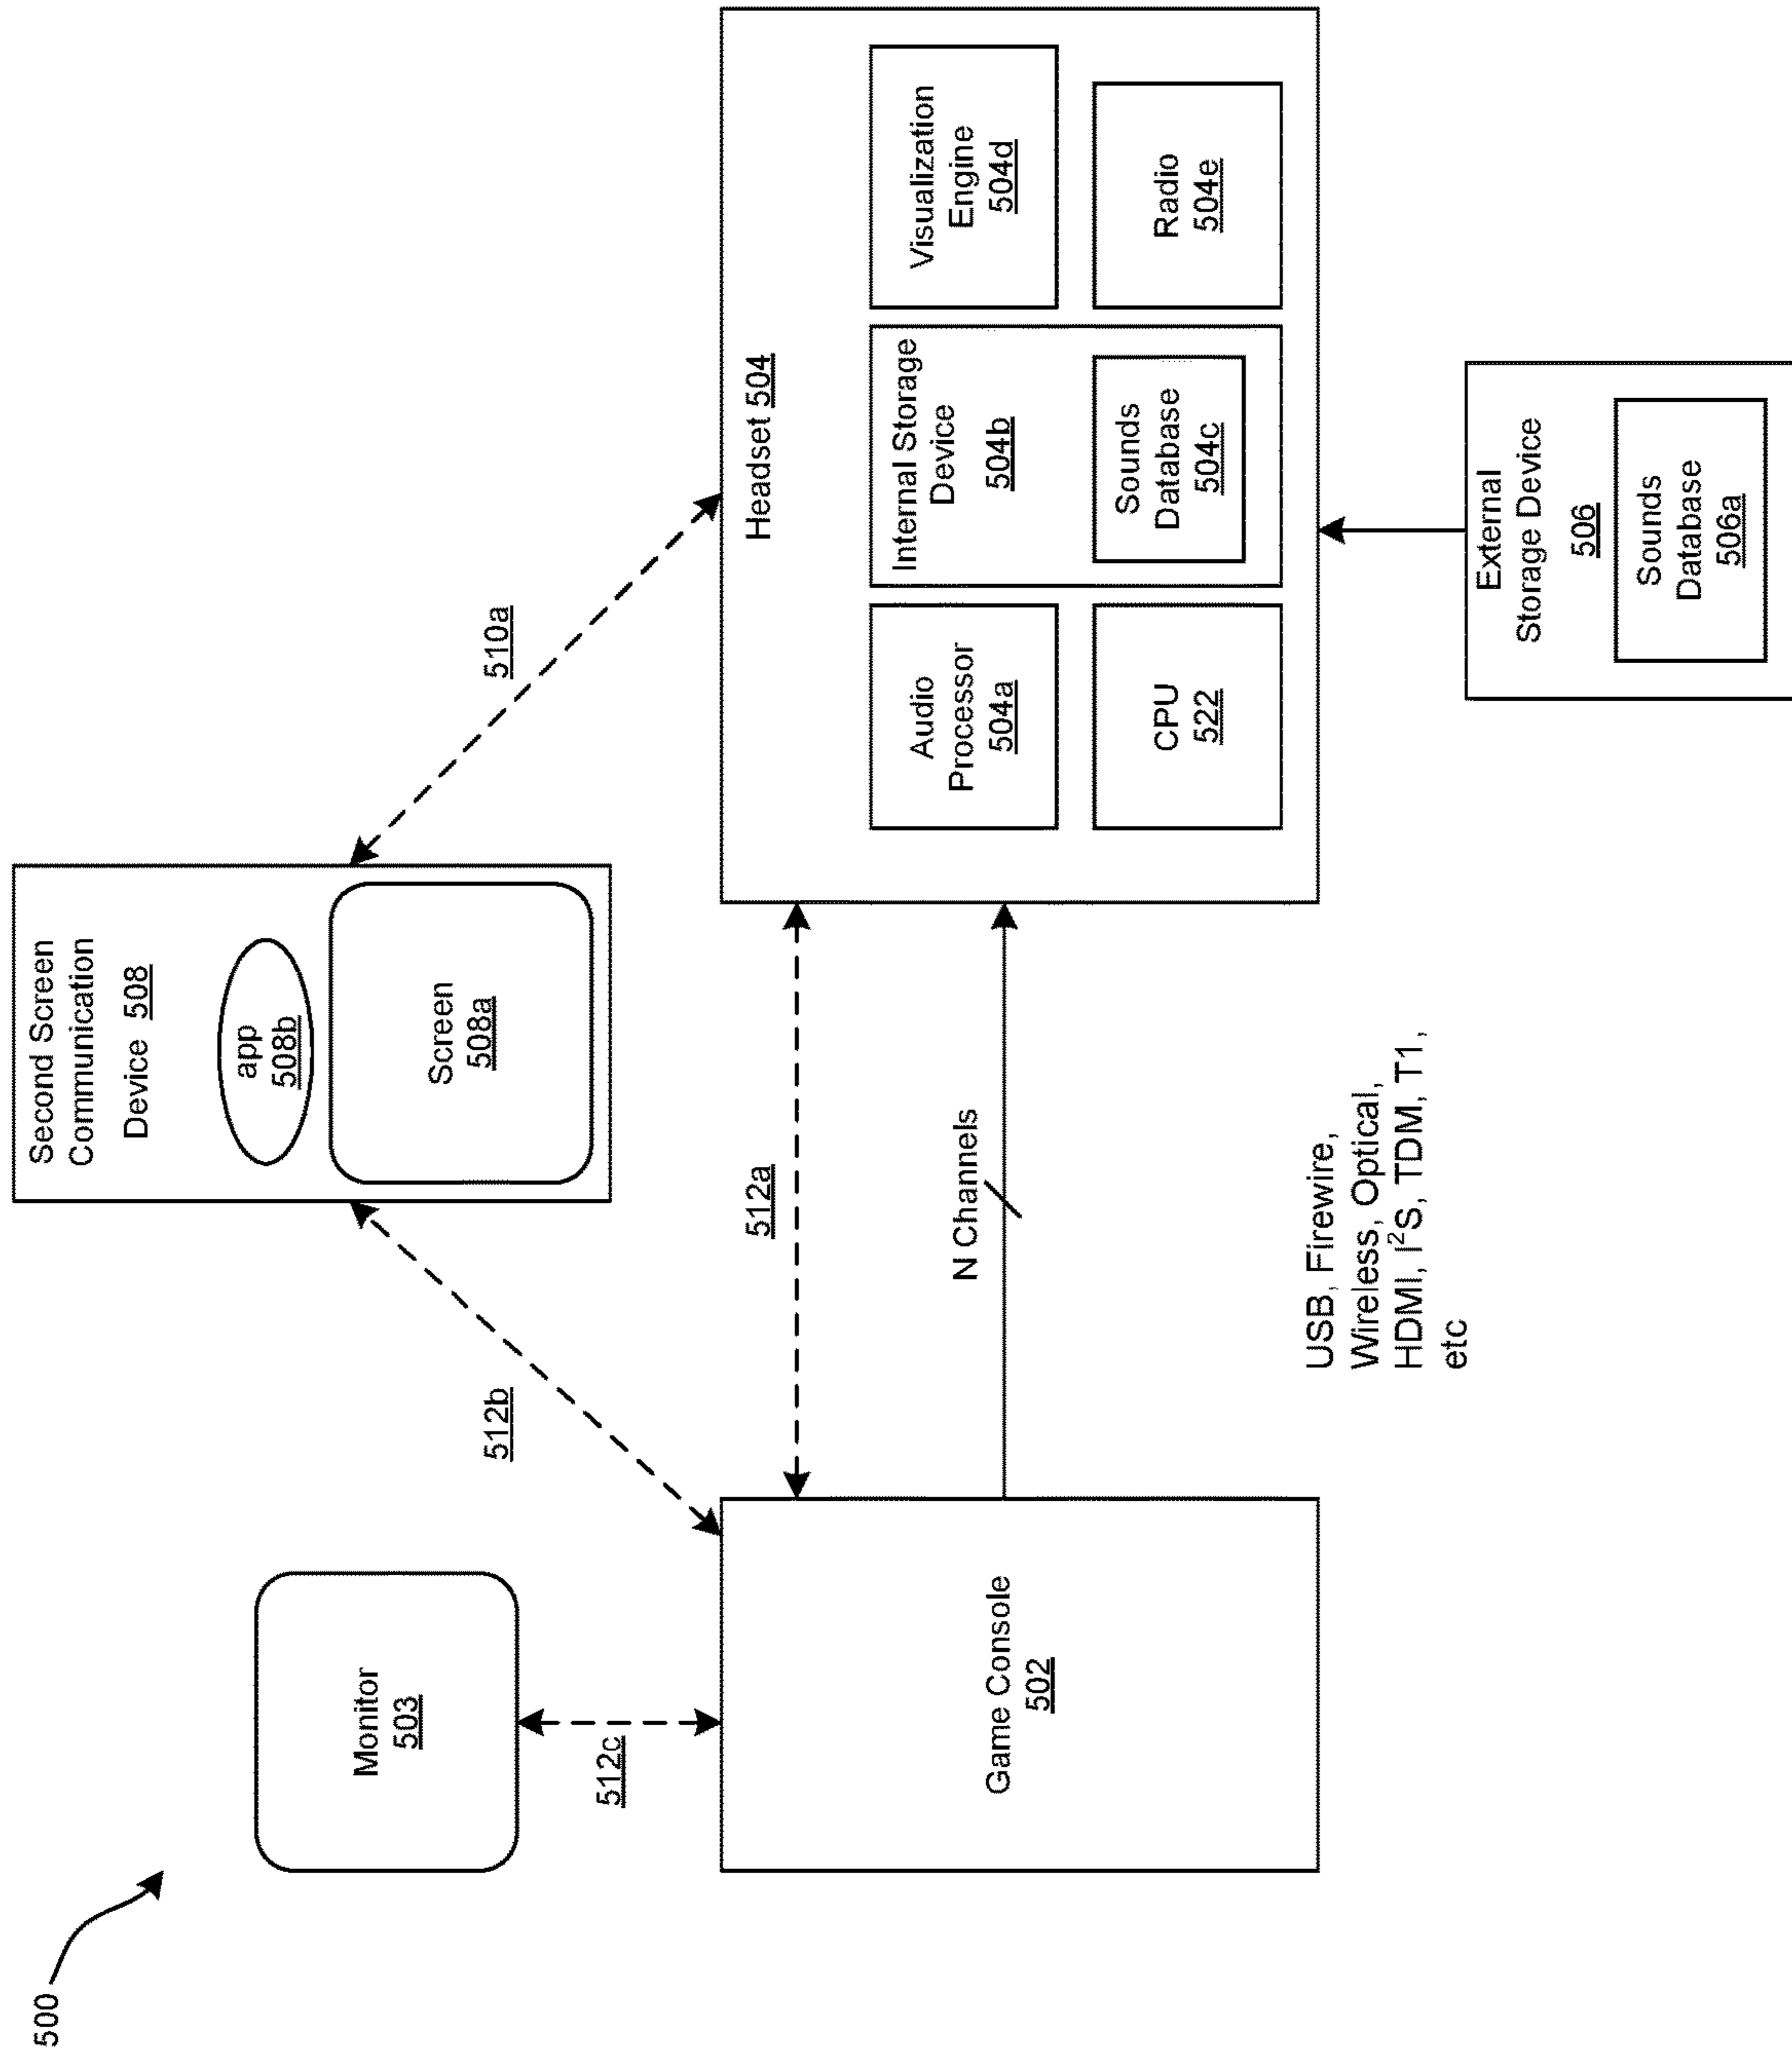 500
Monitor
503
512c
Game Console
502
512b
512a
N Channels
USB, Firewire,
Wireless, Optical,
HDMI, I²S, TDM, T1,
etc
Second Screen
Communication
Device 508
app
508b
Screen
508a
510a
Headset 504
Audio
Processor
504a
CPU
522
Internal Storage
Device
504b
Sounds
Database
504c
Visualization
Engine
504d
Radio
504e
External
Storage Device
506
Sounds
Database
506a